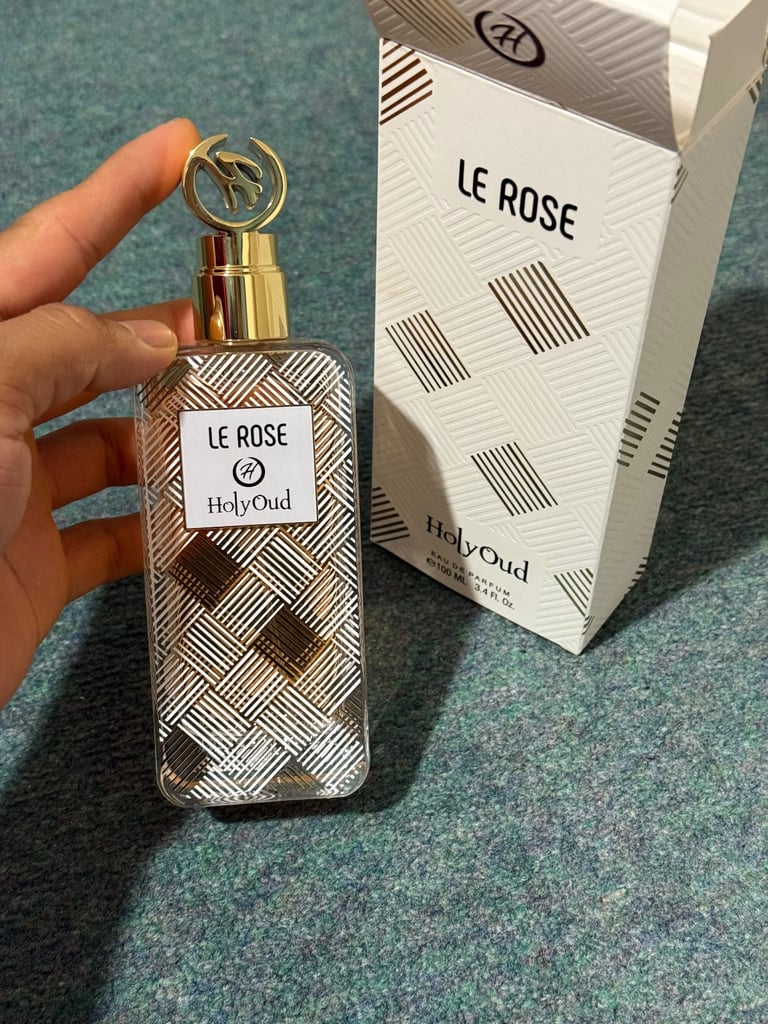 LE ROSE
H
HolyOud
H
LE ROSE
HolyOud
EAU DE PARFUM
℮100 ML 3.4 Fl. Oz.